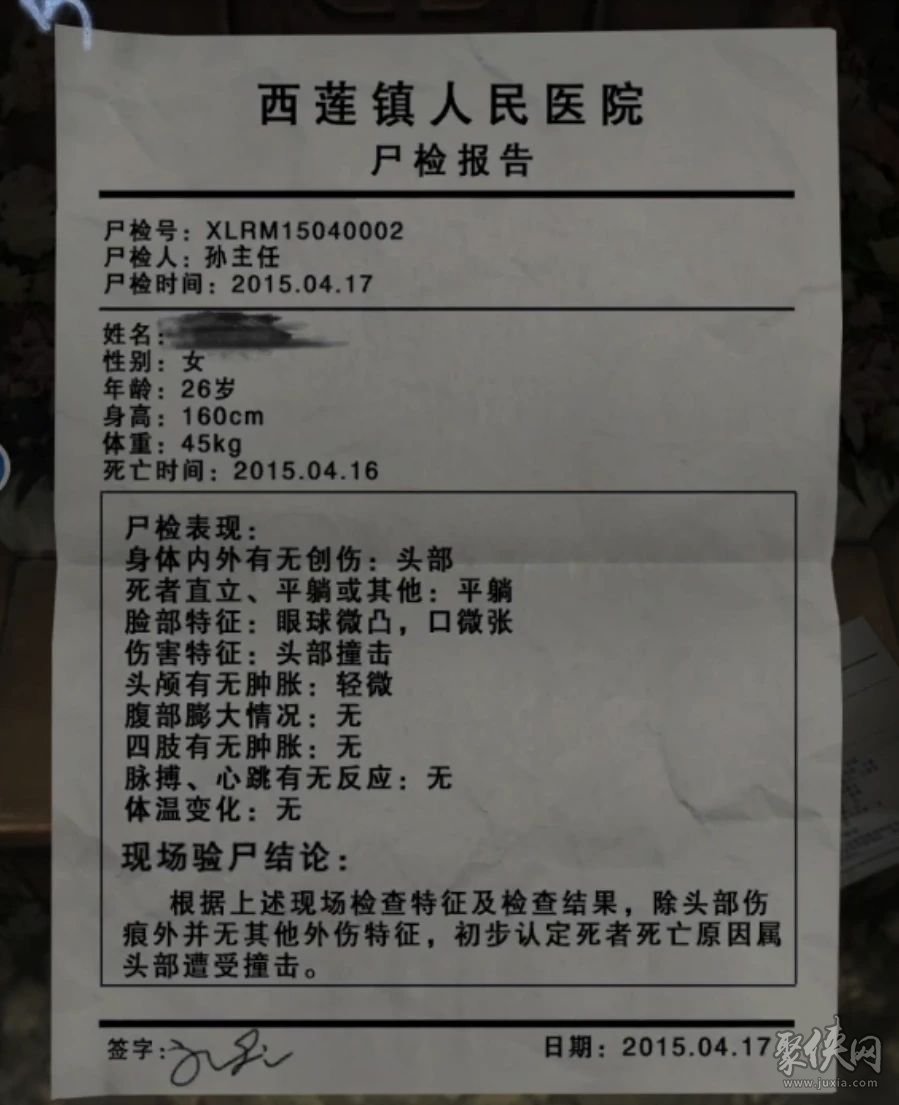 西莲镇人民医院
尸检报告
尸检号：XLRM15040002
尸检人：孙主任
尸检时间：2015.04.17
姓名：
性别：女
年龄：26岁
身高：160cm
体重：45kg
死亡时间：2015.04.16
尸检表现：
身体内外有无创伤：头部
死者直立、平躺或其他：平躺
脸部特征：眼球微凸，口微张
伤害特征：头部撞击
头颅有无肿胀：轻微
腹部膨大情况：无
四肢有无肿胀：无
脉搏、心跳有无反应：无
体温变化：无
现场验尸结论：
根据上述现场检查特征及检查结果，除头部伤
痕外并无其他外伤特征，初步认定死者死亡原因属
头部遭受撞击。
签字：
日期：2015.04.17
聚侠网
www.juxia.com